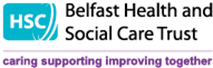 HSC Belfast Health and
Social Care Trust
caring supporting improving together